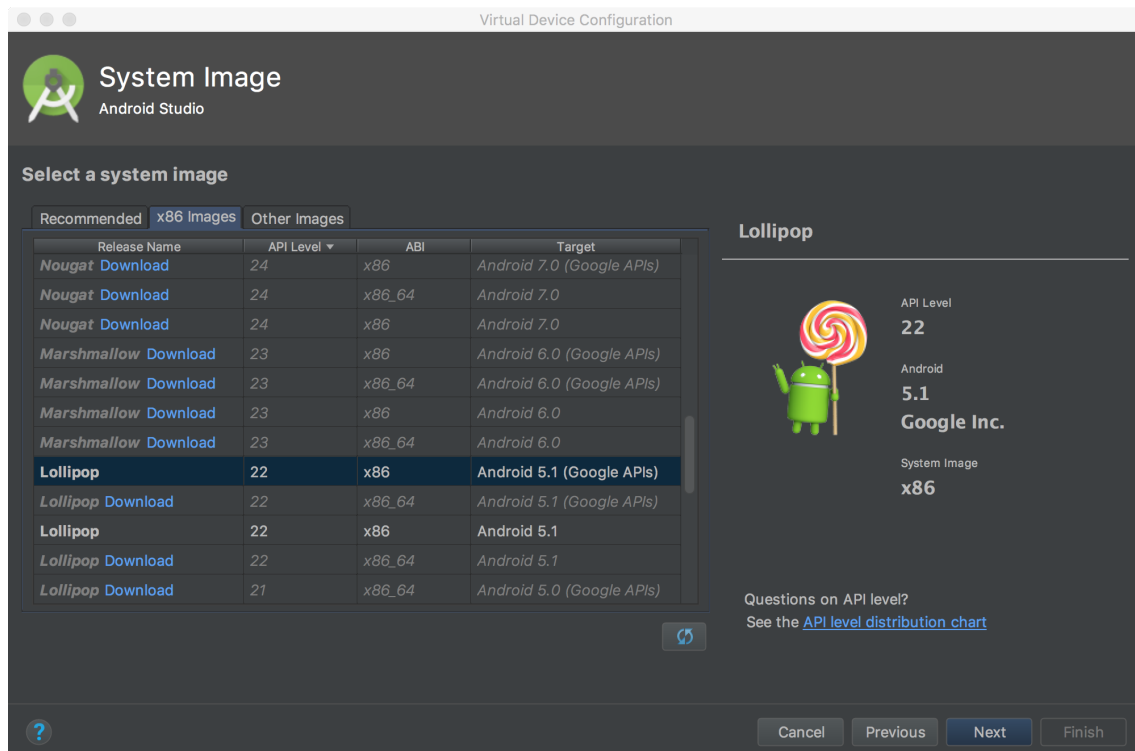 Virtual Device Configuration
System Image
Android Studio
Select a system image
Recommended x86 Images Other Images
Release Name API Level ▼ ABI Target
Nougat Download 24 x86 Android 7.0 (Google APIs)
Nougat Download 24 x86_64 Android 7.0
Nougat Download 24 x86 Android 7.0
Marshmallow Download 23 x86 Android 6.0 (Google APIs)
Marshmallow Download 23 x86_64 Android 6.0 (Google APIs)
Marshmallow Download 23 x86 Android 6.0
Marshmallow Download 23 x86_64 Android 6.0
Lollipop 22 x86 Android 5.1 (Google APIs)
Lollipop Download 22 x86_64 Android 5.1 (Google APIs)
Lollipop 22 x86 Android 5.1
Lollipop Download 22 x86_64 Android 5.1
Lollipop Download 21 x86_64 Android 5.0 (Google APIs)
Lollipop
API Level
22
Android
5.1
Google Inc.
System Image
x86
Questions on API level?
See the API level distribution chart
?
Cancel Previous Next Finish